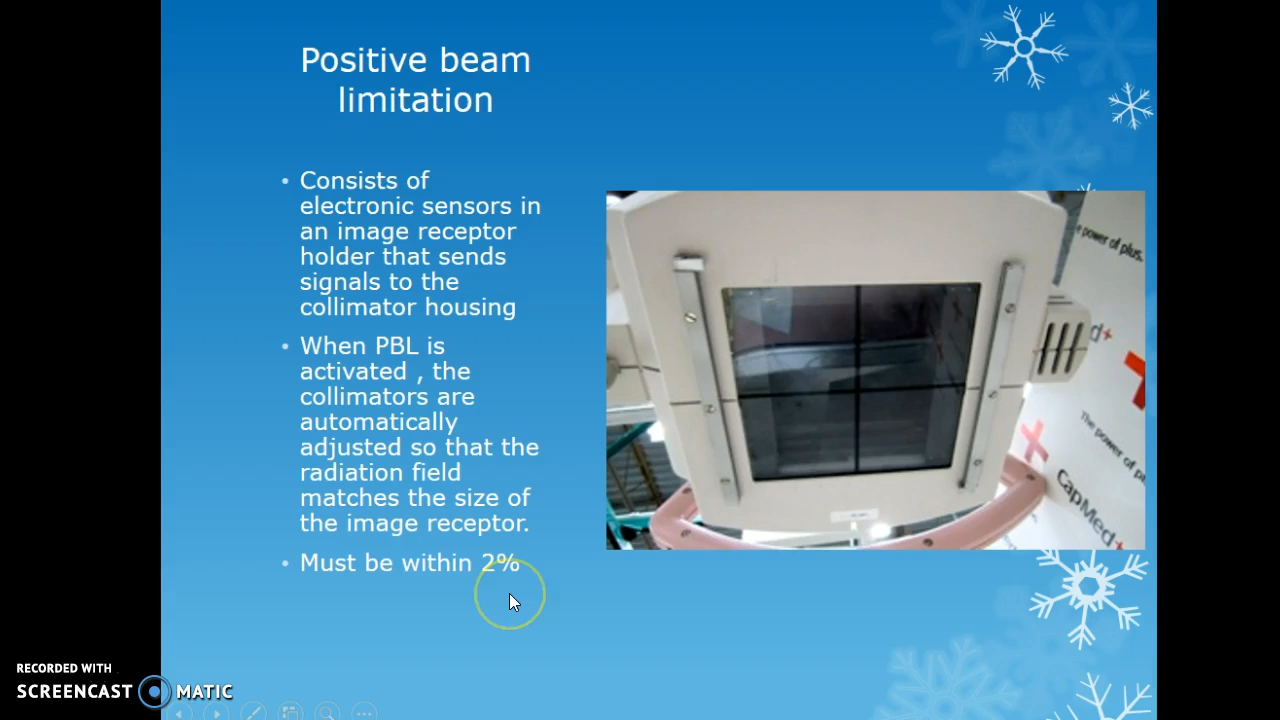 Positive beam
limitation
• Consists of
electronic sensors in
an image receptor
holder that sends
signals to the
collimator housing
• When PBL is
activated , the
collimators are
automatically
adjusted so that the
radiation field
matches the size of
the image receptor.
• Must be within 2%
e power of plus.
d+
The power of pl
CapMed+
RECORDED WITH
SCREENCAST MATIC